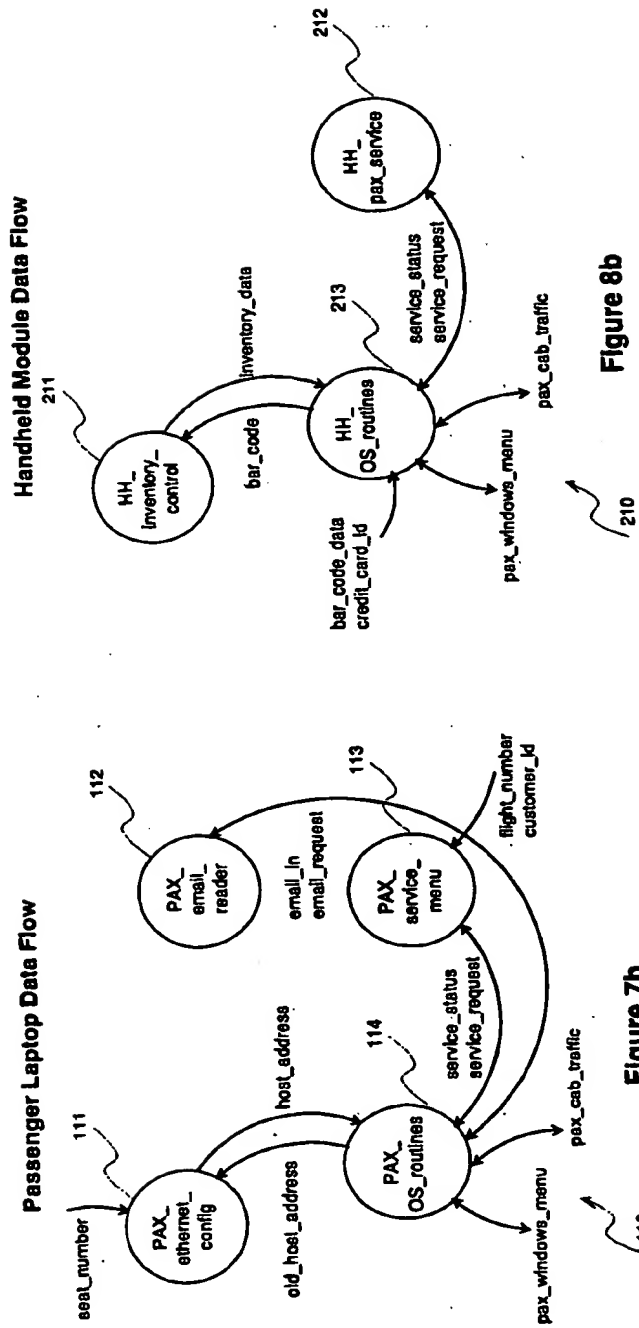 Passenger Laptop Data Flow
seat_number
111
PAX_
ethernet_
config
112
PAX_
email_
reader
host_address
old_host_address
email_in
email_request
113
PAX_
service_
menu
114
PAX_
OS_routines
service_status
service_request
flight_number
customer_id
pax_windows_menu
pax_cab_traffic
Figure 7b
Handheld Module Data Flow
211
HH_
inventory_
control
inventory_data
bar_code
212
HH_
pax_service
213
HH_
OS_routines
service_status
service_request
bar_code_data
credit_card_id
pax_windows_menu
pax_cab_traffic
210
Figure 8b